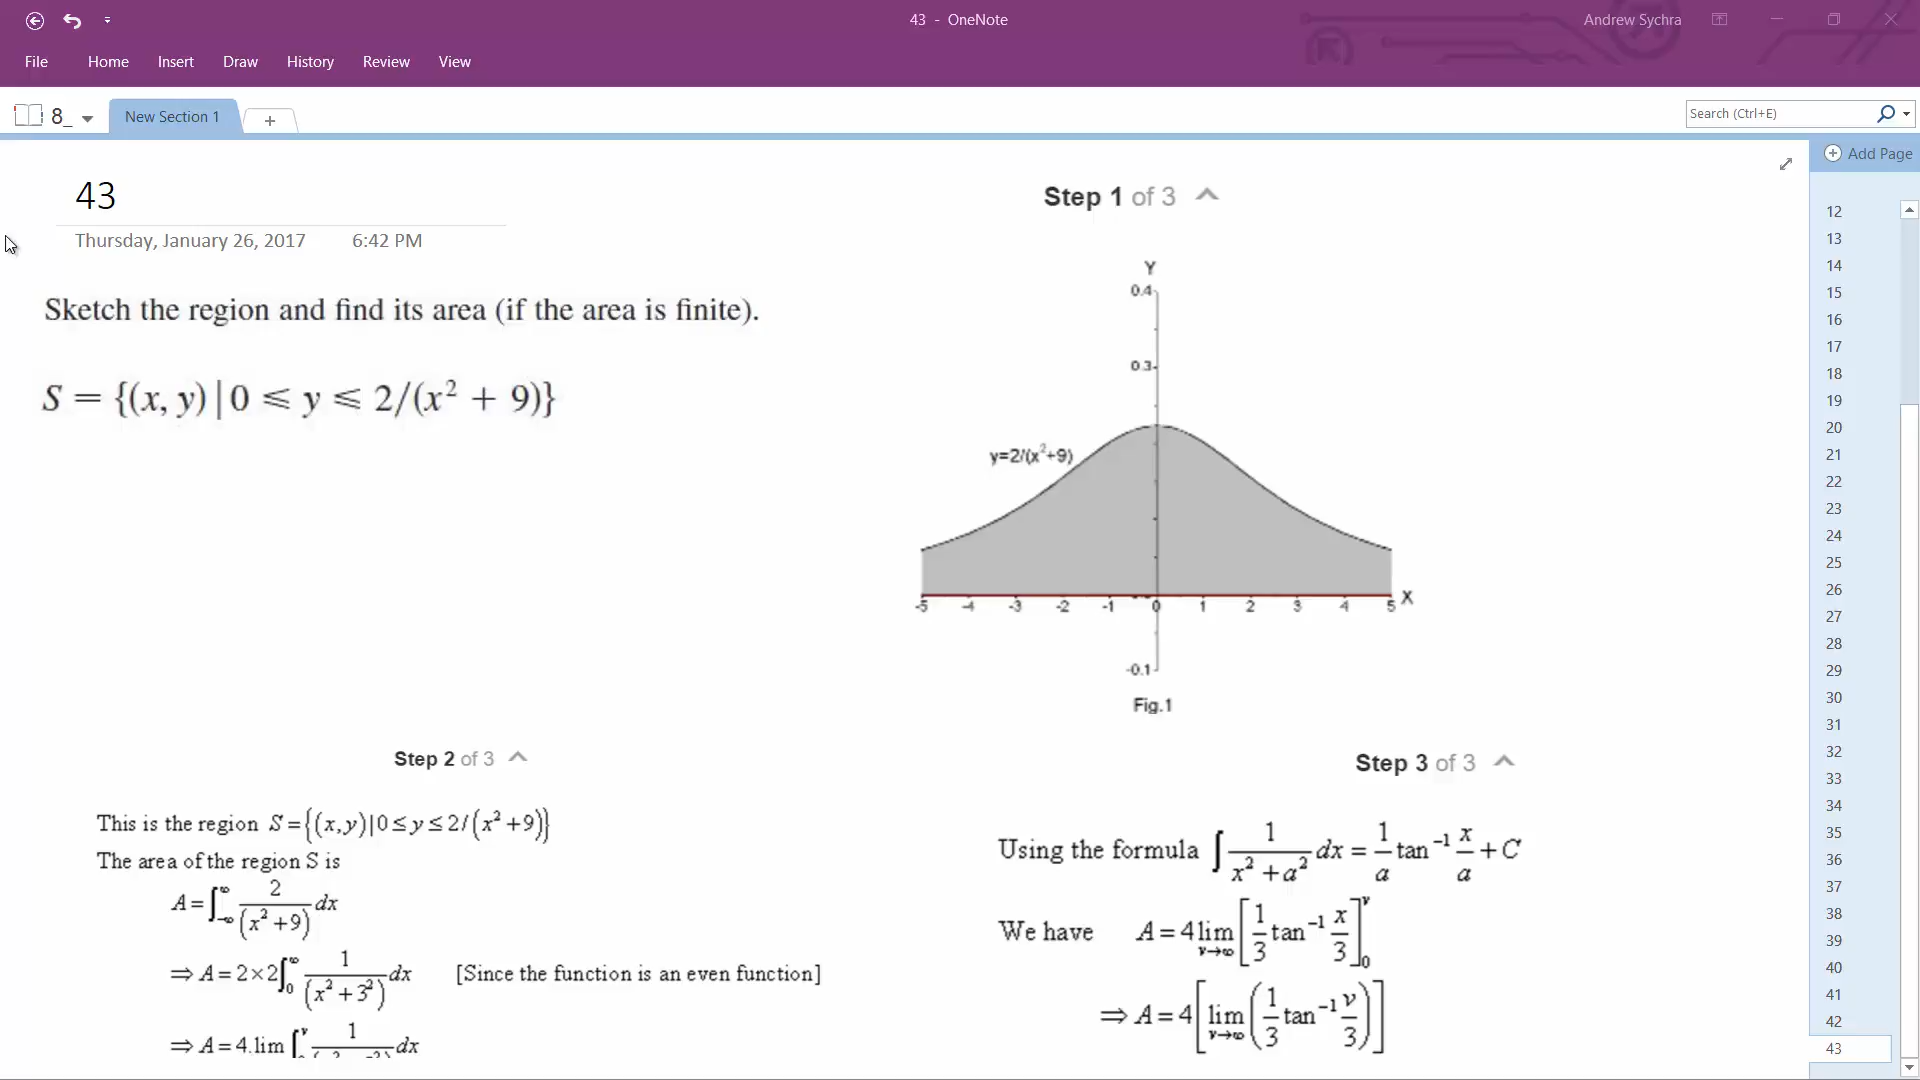 43 - OneNote
Andrew Sychra
File Home Insert Draw History Review View
8_
New Section 1
+
Search (Ctrl+E)
Add Page
43
Thursday, January 26, 2017 6:42 PM
Sketch the region and find its area (if the area is finite).
S = {(x, y) | 0 ⩽ y ⩽ 2/(x² + 9)}
Step 1 of 3
Y
0.4
0.3
y=2/(x²+9)
-5 -4 -3 -2 -1 0 1 2 3 4 5 X
-0.1
Fig.1
Step 2 of 3
This is the region S={(x,y)|0≤y≤2/(x²+9)}
The area of the region S is
A=∫_{-∞}^{∞} 2/(x²+9) dx
⇒A=2×2∫_0^∞ 1/(x²+3²) dx [Since the function is an even function]
⇒A=4.lim ∫ 1 dx
Step 3 of 3
Using the formula ∫ 1/(x²+a²) dx = 1/a tan⁻¹ x/a + C
We have A=4 lim_{v→∞} [1/3 tan⁻¹ x/3]_0^v
⇒A=4[lim_{v→∞} (1/3 tan⁻¹ v/3)]
12
13
14
15
16
17
18
19
20
21
22
23
24
25
26
27
28
29
30
31
32
33
34
35
36
37
38
39
40
41
42
43